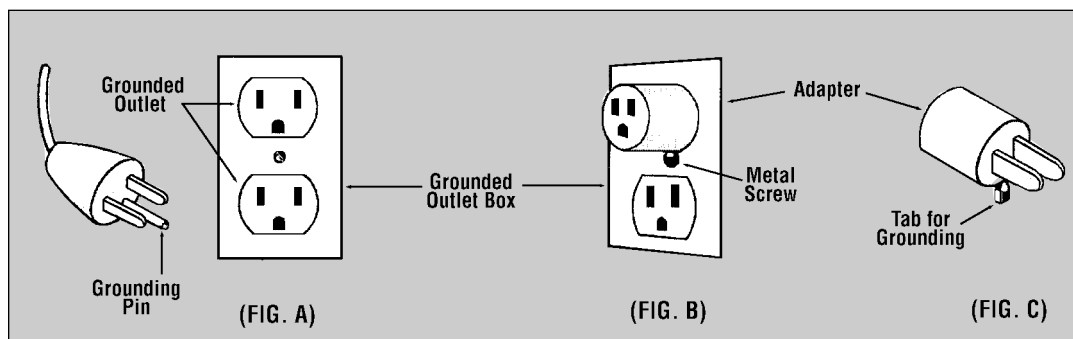 Grounded
Outlet
Grounding
Pin
(FIG. A)
Grounded
Outlet Box
Adapter
Metal
Screw
(FIG. B)
Tab for
Grounding
(FIG. C)